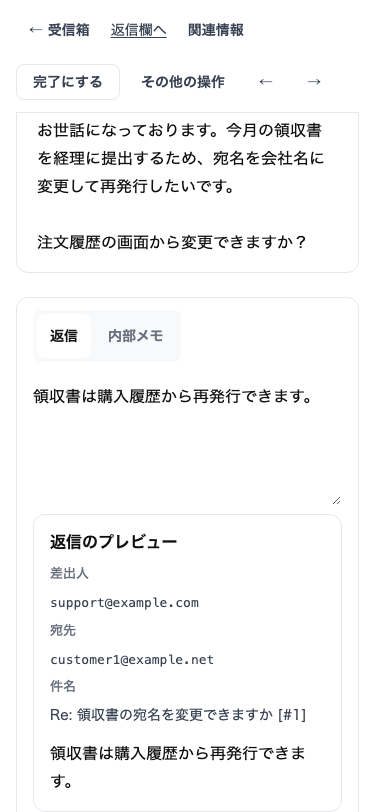 ← 受信箱 返信欄へ 関連情報
完了にする その他の操作 ← →
お世話になっております。今月の領収書
を経理に提出するため、宛名を会社名に
変更して再発行したいです。
注文履歴の画面から変更できますか？
返信 内部メモ
領収書は購入履歴から再発行できます。
返信のプレビュー
差出人
support@example.com
宛先
customer1@example.net
件名
Re: 領収書の宛名を変更できますか [#1]
領収書は購入履歴から再発行できま
す。